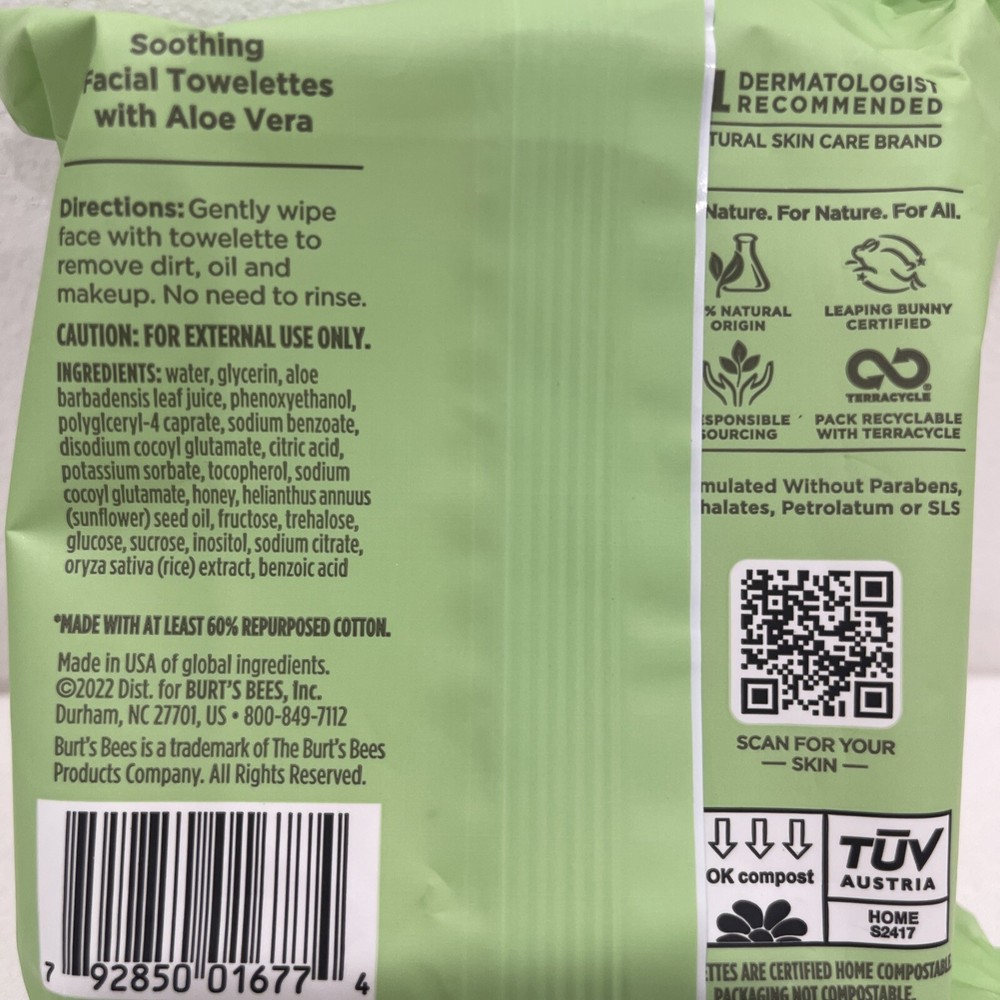 Soothing
Facial Towelettes
with Aloe Vera
Directions: Gently wipe
face with towelette to
remove dirt, oil and
makeup. No need to rinse.
CAUTION: FOR EXTERNAL USE ONLY.
INGREDIENTS: water, glycerin, aloe
barbadensis leaf juice, phenoxyethanol,
polyglceryl-4 caprate, sodium benzoate,
disodium cocoyl glutamate, citric acid,
potassium sorbate, tocopherol, sodium
cocoyl glutamate, honey, helianthus annuus
(sunflower) seed oil, fructose, trehalose,
glucose, sucrose, inositol, sodium citrate,
oryza sativa (rice) extract, benzoic acid
*MADE WITH AT LEAST 60% REPURPOSED COTTON.
Made in USA of global ingredients.
©2022 Dist. for BURT'S BEES, Inc.
Durham, NC 27701, US • 800-849-7112
Burt's Bees is a trademark of The Burt's Bees
Products Company. All Rights Reserved.
7 92850 01677 4
DERMATOLOGIST
RECOMMENDED
TURAL SKIN CARE BRAND
Nature. For Nature. For All.
% NATURAL
ORIGIN
LEAPING BUNNY
CERTIFIED
TERRACYCLE®
ESPONSIBLE
SOURCING
PACK RECYCLABLE
WITH TERRACYCLE
mulated Without Parabens,
halates, Petrolatum or SLS
SCAN FOR YOUR
— SKIN —
OK compost
TÜV
AUSTRIA
HOME
S2417
ETTES ARE CERTIFIED HOME COMPOSTABLE
PACKAGING NOT COMPOSTABLE.